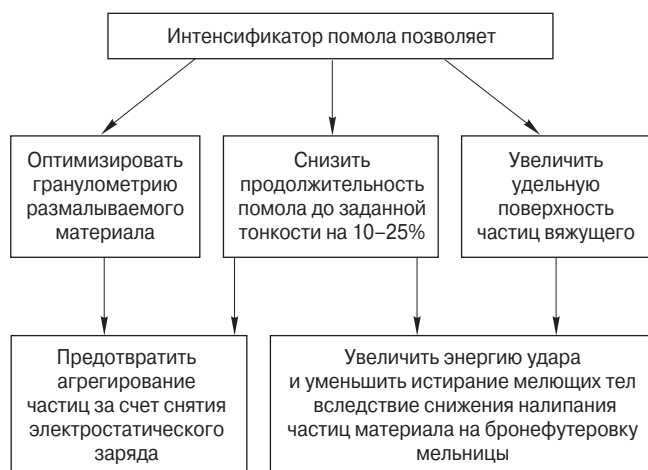 Интенсификатор помола позволяет
Оптимизировать
гранулометрию
размалываемого
материала
Снизить
продолжительность
помола до заданной
тонкости на 10–25%
Увеличить
удельную
поверхность
частиц вяжущего
Предотвратить
агрегирование
частиц за счет снятия
электростатического
заряда
Увеличить энергию удара
и уменьшить истирание мелющих тел
вследствие снижения налипания
частиц материала на бронефутеровку
мельницы